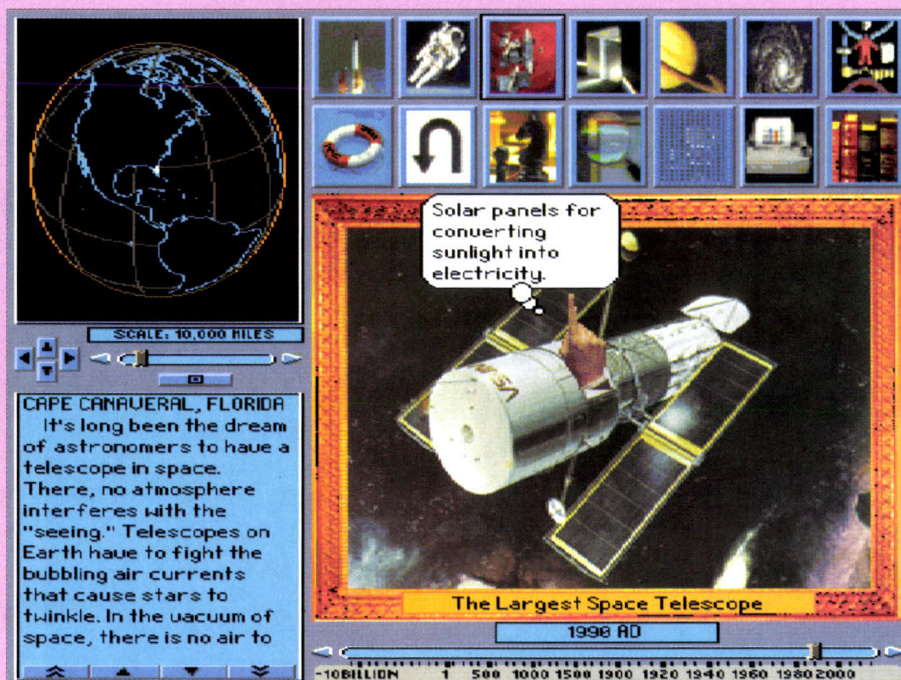 SCALE: 10,000 MILES
CAPE CANAVERAL, FLORIDA
It's long been the dream
of astronomers to have a
telescope in space.
There, no atmosphere
interferes with the
"seeing." Telescopes on
Earth have to fight the
bubbling air currents
that cause stars to
twinkle. In the vacuum of
space, there is no air to
Solar panels for
converting
sunlight into
electricity.
NASA
The Largest Space Telescope
1990 AD
-10BILLION 1 500 1000 1500 1900 1920 1940 1960 1980 2000